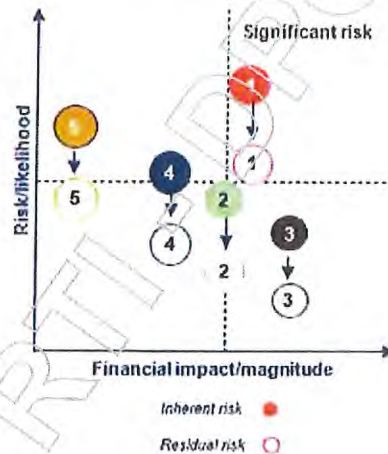 Significant risk
1
1
4
5
2
4
3
2
3
Risk/likelihood
Financial impact/magnitude
Inherent risk
Residual risk